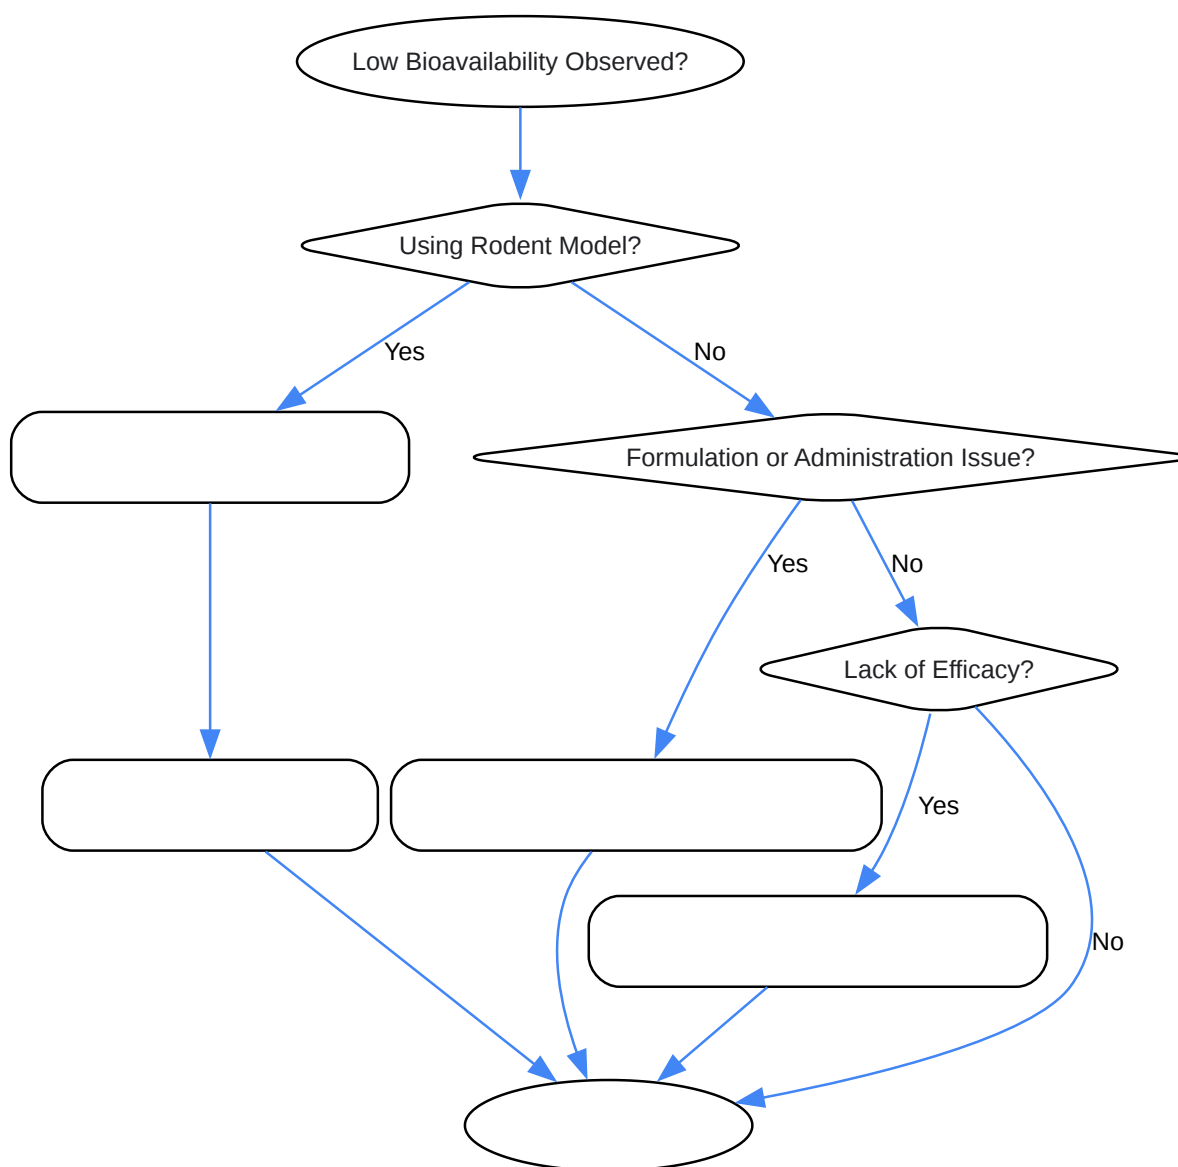 Low Bioavailability Observed?
Using Rodent Model?
Yes
No
Formulation or Administration Issue?
Yes
No
Lack of Efficacy?
Yes
No